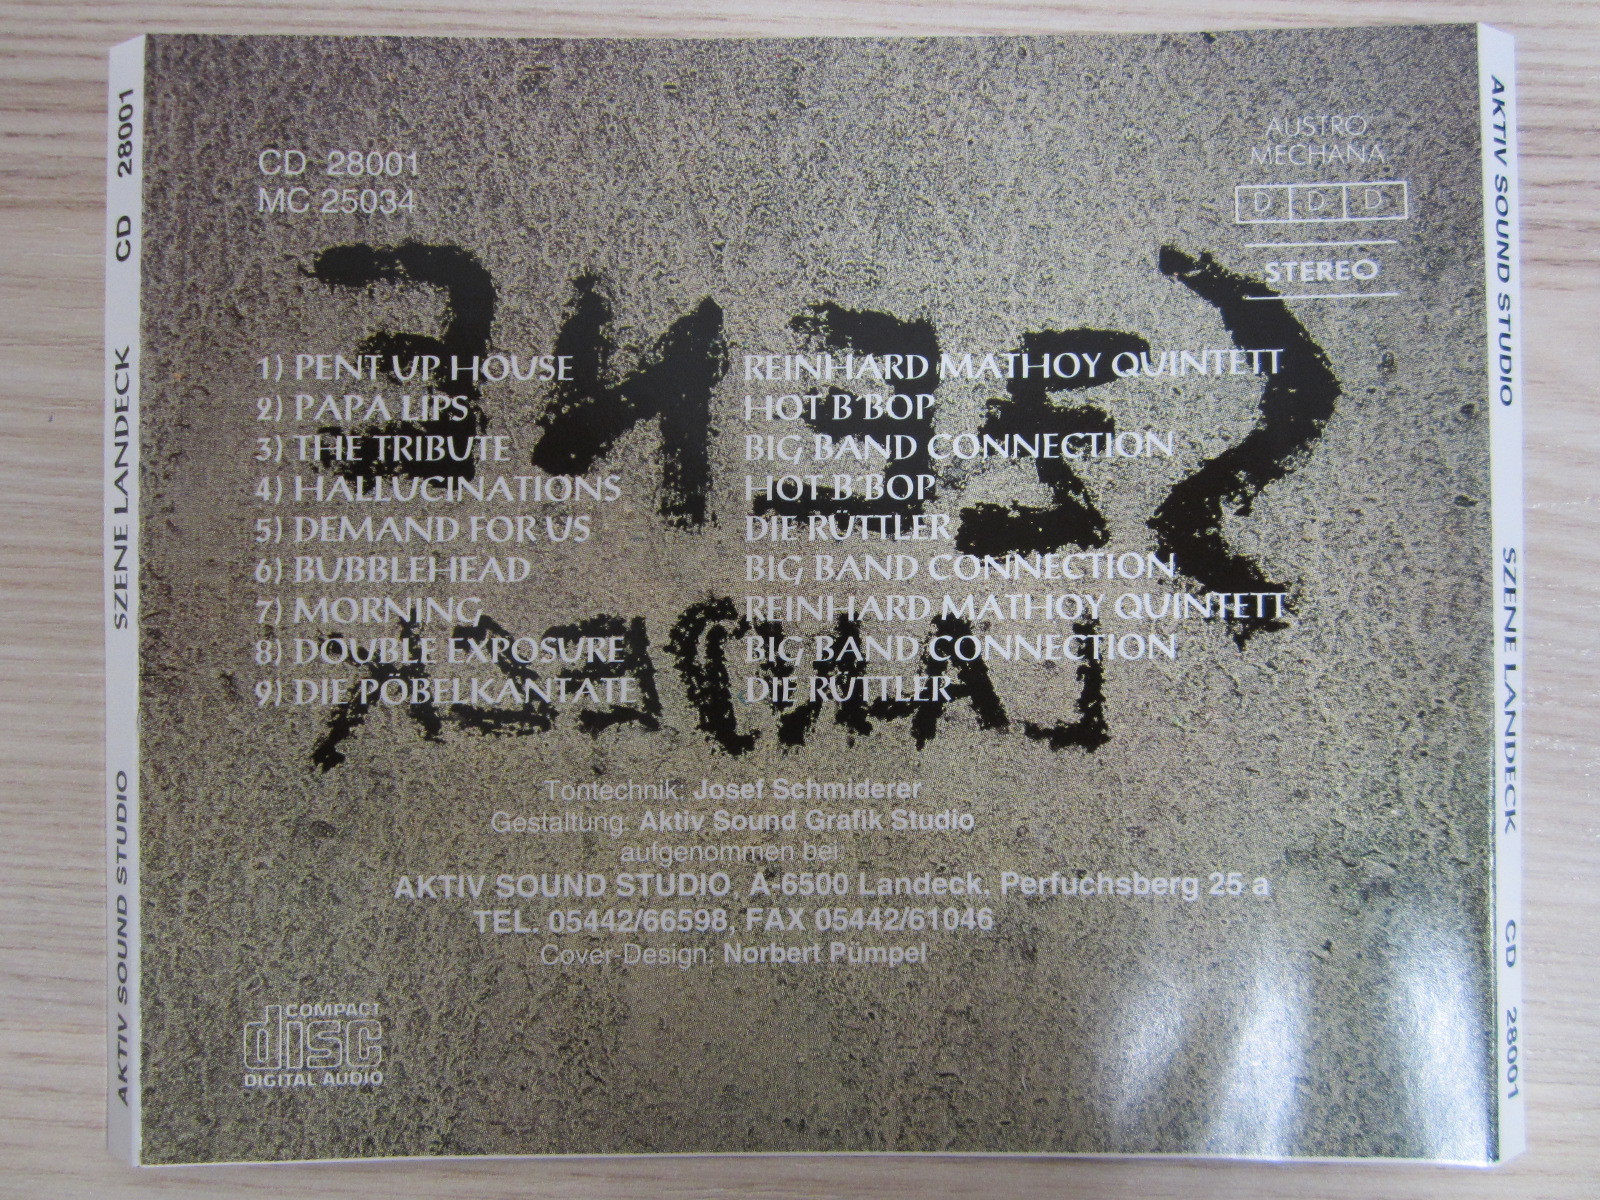 CD 28001
MC 25034
AUSTRO
MECHANA
D D D
STEREO
1) PENT UP HOUSE REINHARD MATHOY QUINTETT
2) PAPA LIPS HOT B'BOP
3) THE TRIBUTE BIG BAND CONNECTION
4) HALLUCINATIONS HOT B'BOP
5) DEMAND FOR US DIE RÜTTLER
6) BUBBLEHEAD BIG BAND CONNECTION
7) MORNING REINHARD MATHOY QUINTETT
8) DOUBLE EXPOSURE BIG BAND CONNECTION
9) DIE PÖBELKANTATE DIE RÜTTLER
SZENE
LANDECK
Tontechnik: Josef Schmiderer
Gestaltung: Aktiv Sound Grafik Studio
aufgenommen bei:
AKTIV SOUND STUDIO, A-6500 Landeck, Perfuchsberg 25 a
TEL. 05442/66598, FAX 05442/61046
Cover-Design: Norbert Pümpel
COMPACT
disc
DIGITAL AUDIO
AKTIV SOUND STUDIO SZENE LANDECK CD 28001
AKTIV SOUND STUDIO SZENE LANDECK CD 28001